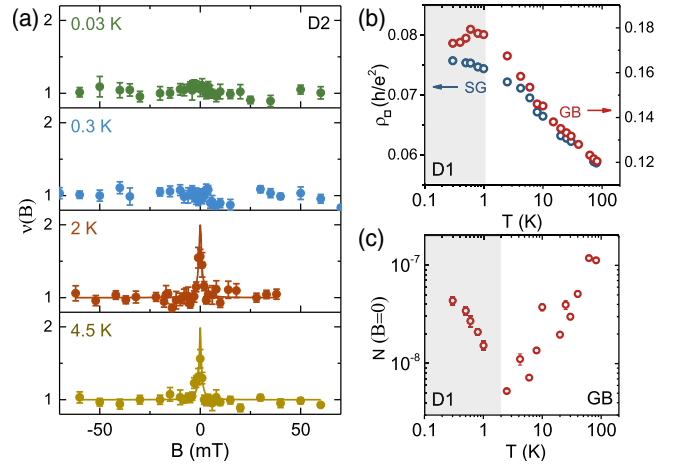 (a)
D2
2
0.03 K
1
2
0.3 K
1
2
2 K
1
2
4.5 K
1
ν(B)
-50 0 50
B (mT)
(b)
0.08
0.07
0.06
ρ□(h/e²)
0.18
0.16
0.14
0.12
SG
GB
D1
0.1 1 10 100
T (K)
(c)
10⁻⁷
10⁻⁸
N (B=0)
D1
GB
0.1 1 10 100
T (K)